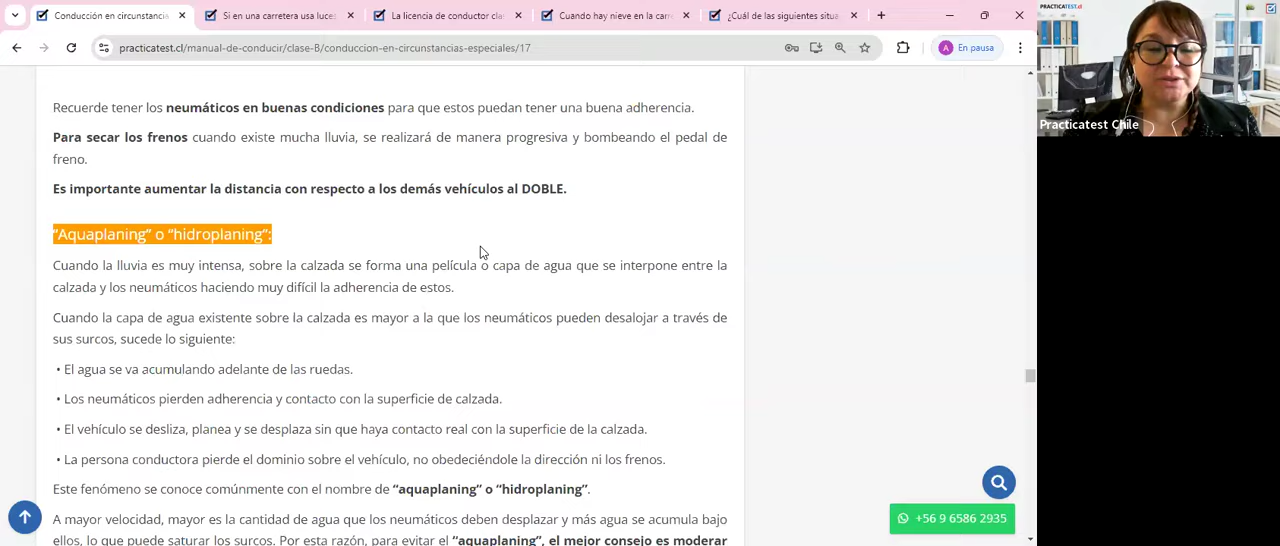 Conducción en circunstancia
Si en una carretera usa luces
La licencia de conductor clas
Cuando hay nieve en la carre
¿Cuál de las siguientes situa
practicatest.cl/manual-de-conducir/clase-B/conduccion-en-circunstancias-especiales/17
A En pausa
Recuerde tener los neumáticos en buenas condiciones para que estos puedan tener una buena adherencia.
Para secar los frenos cuando existe mucha lluvia, se realiza de manera progresiva y bombeando el pedal de
freno.
Es importante aumentar la distancia con respecto a los demás vehículos al DOBLE.
“Aquaplaning” o “hidroplaning”:
Cuando la lluvia es muy intensa, sobre la calzada se forma una película o capa de agua que se interpone entre la
calzada y los neumáticos haciendo muy difícil la adherencia de estos.
Cuando la capa de agua existente sobre la calzada es mayor a la que los neumáticos pueden desalojar a través de
sus surcos, sucede lo siguiente:
• El agua se va acumulando adelante de las ruedas.
• Los neumáticos pierden adherencia y contacto con la superficie de calzada.
• El vehículo se desliza, planea y se desplaza sin que haya contacto real con la superficie de la calzada.
• La persona conductora pierde el dominio sobre el vehículo, no obedeciéndole la dirección ni los frenos.
Este fenómeno se conoce comúnmente con el nombre de “aquaplaning” o “hidroplaning”.
A mayor velocidad, mayor es la cantidad de agua que los neumáticos deben desplazar y más agua se acumula bajo
ellos, lo que puede saturar los surcos. Por esta razón, para evitar el “aquaplaning”, el mejor consejo es moderar
+56 9 6586 2935
PRACTICATEST.cl
Practicatest Chile